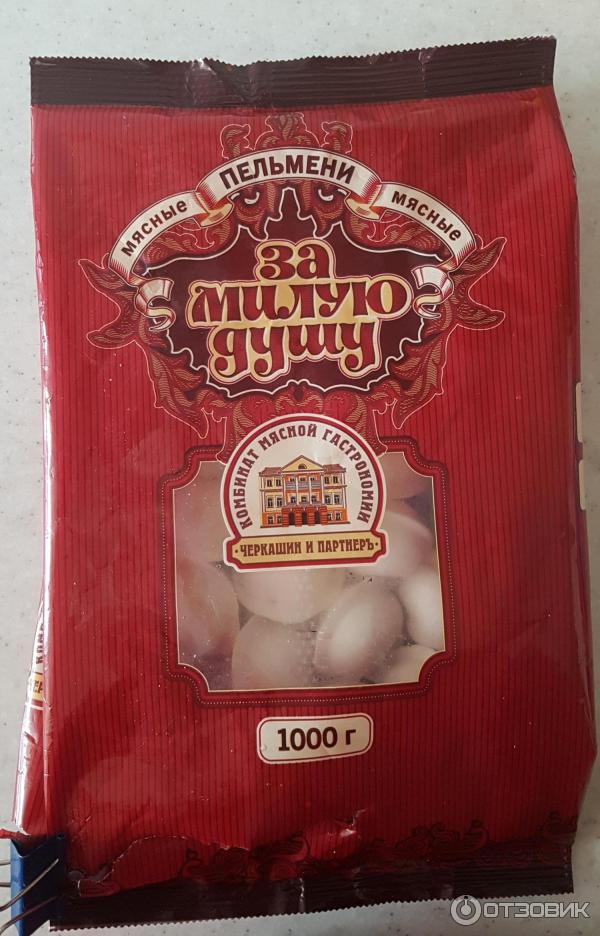 МЯСНЫЕ ПЕЛЬМЕНИ МЯСНЫЕ
за
милую
душу
КОМБИНАТ МЯСНОЙ ГАСТРОНОМИИ
·ЧЕРКАШИН И ПАРТНЕРЪ·
1000 г
ОТЗОВИК